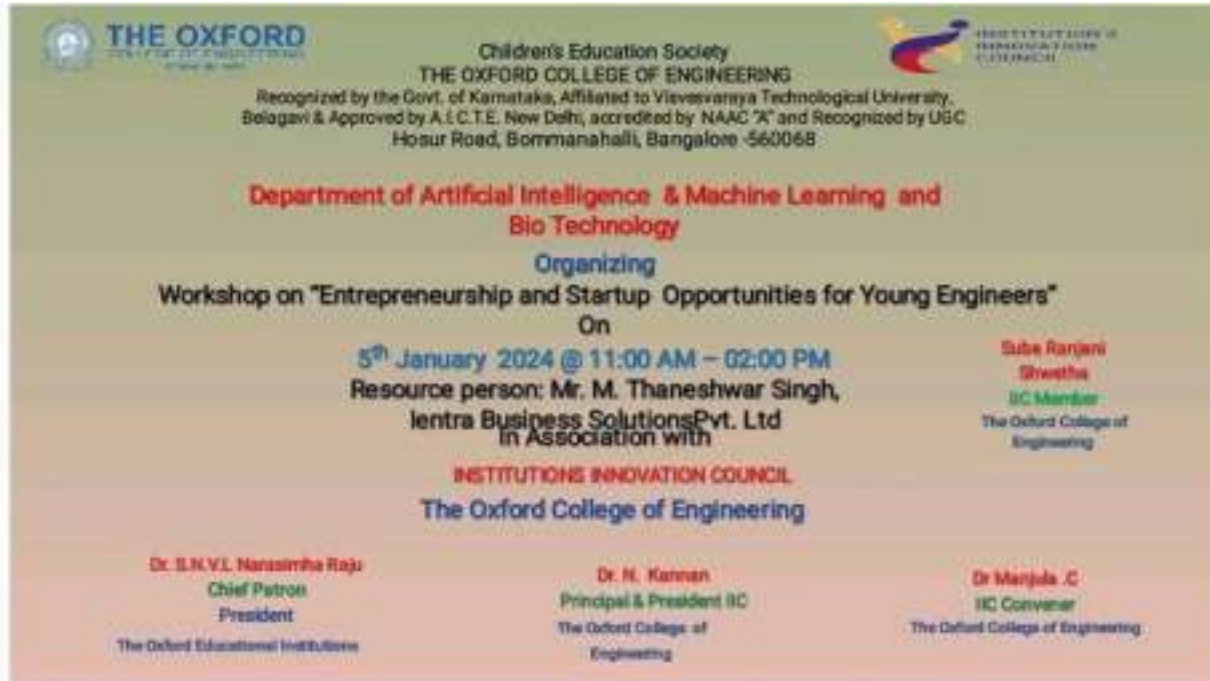 THE OXFORD
COLLEGE OF ENGINEERING
INSTITUTION'S
INNOVATION
COUNCIL
Children's Education Society
THE OXFORD COLLEGE OF ENGINEERING
Recognized by the Govt. of Karnataka, Affiliated to Visvesvaraya Technological University,
Belagavi & Approved by A.I.C.T.E. New Delhi, accredited by NAAC "A" and Recognized by UGC
Hosur Road, Bommanahalli, Bangalore -560068
Department of Artificial Intelligence & Machine Learning and
Bio Technology
Organizing
Workshop on "Entrepreneurship and Startup Opportunities for Young Engineers"
On
5th January 2024 @ 11:00 AM – 02:00 PM
Resource person: Mr. M. Thaneshwar Singh,
Ientra Business SolutionsPvt. Ltd
In Association with
INSTITUTIONS INNOVATION COUNCIL
The Oxford College of Engineering
Suba Ranjani
Shwetha
IIC Member
The Oxford College of
Engineering
Dr. S.N.V.L Narasimha Raju
Chief Patron
President
The Oxford Educational Institutions
Dr. N. Kannan
Principal & President IIC
The Oxford College of
Engineering
Dr Manjula .C
IIC Convener
The Oxford College of Engineering